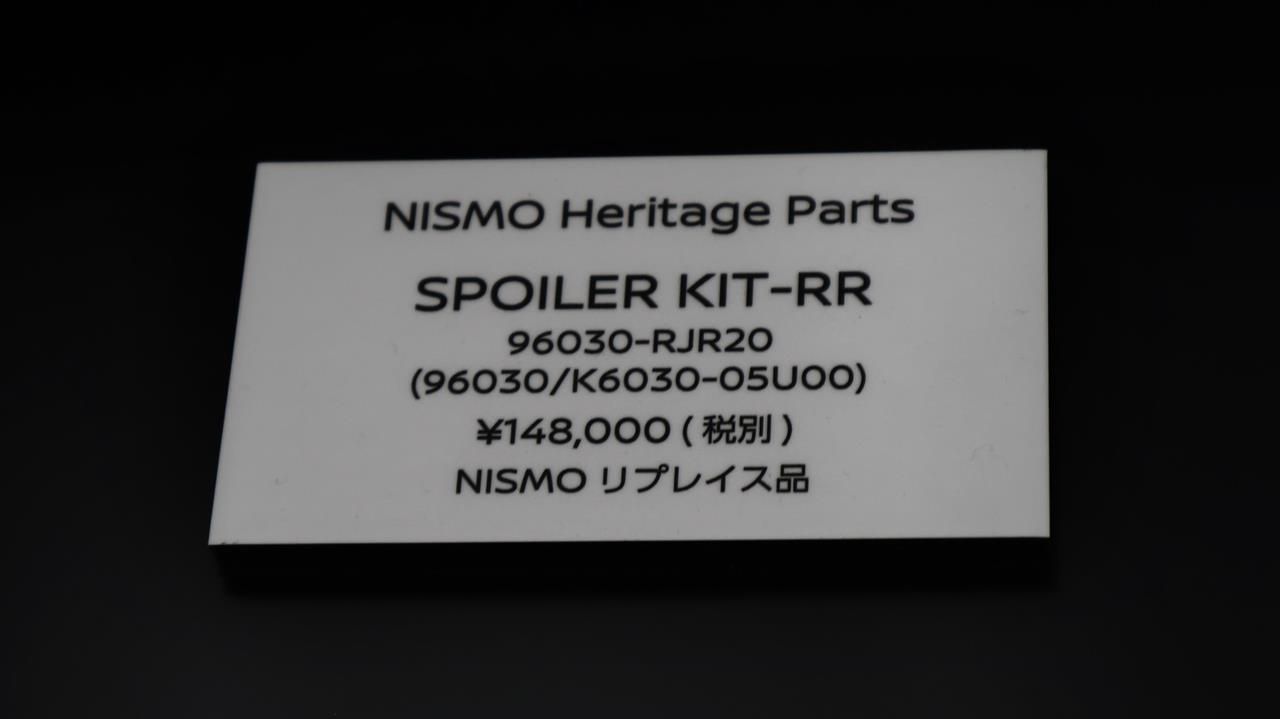 NISMO Heritage Parts
SPOILER KIT-RR
96030-RJR20
(96030/K6030-05U00)
¥148,000 ( 税別 )
NISMO リプレイス品